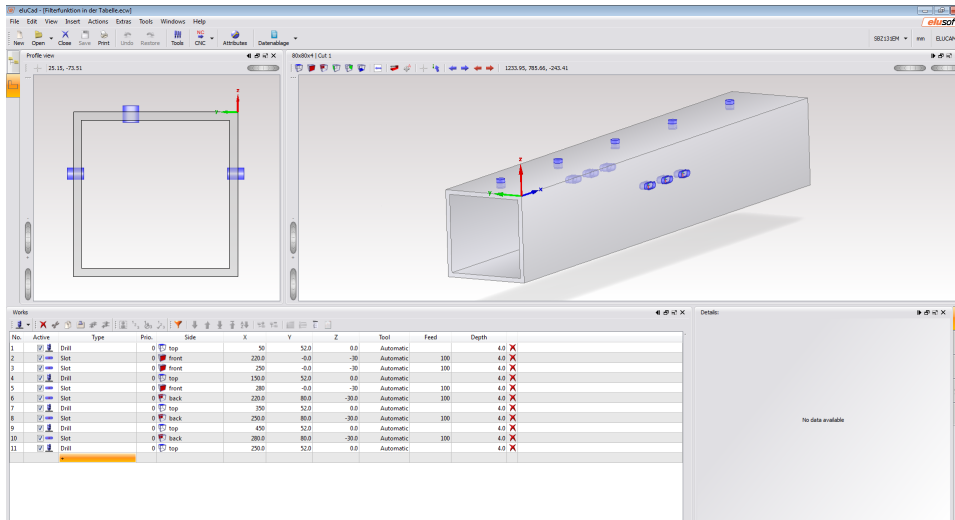 eluCad - [Filterfunktion in der Tabelle.ecw]
File Edit View Insert Actions Extras Tools Windows Help
elusoft
New Open Close Save Print Undo Restore Tools CNC Attributes Datenablage
SBZ131EM mm ELUCAM
Profile view
80x80x4 | Cut 1
25.15, -73.51
1233.95, 785.66, -243.41
z
Y
z
Y
X
Works
Details:
No. Active Type Prio. Side X Y Z Tool Feed Depth
1 Drill 0 top 50 52.0 0.0 Automatic 4.0
2 Slot 0 front 220.0 -0.0 -30 Automatic 100 4.0
3 Slot 0 front 250 -0.0 -30 Automatic 100 4.0
4 Drill 0 top 150.0 52.0 0.0 Automatic 4.0
5 Slot 0 front 280 -0.0 -30 Automatic 100 4.0
6 Slot 0 back 220.0 80.0 -30.0 Automatic 100 4.0
7 Drill 0 top 350 52.0 0.0 Automatic 4.0
8 Slot 0 back 250.0 80.0 -30.0 Automatic 100 4.0
9 Drill 0 top 450 52.0 0.0 Automatic 4.0
10 Slot 0 back 280.0 80.0 -30.0 Automatic 100 4.0
11 Drill 0 top 250.0 52.0 0.0 Automatic 4.0
No data available